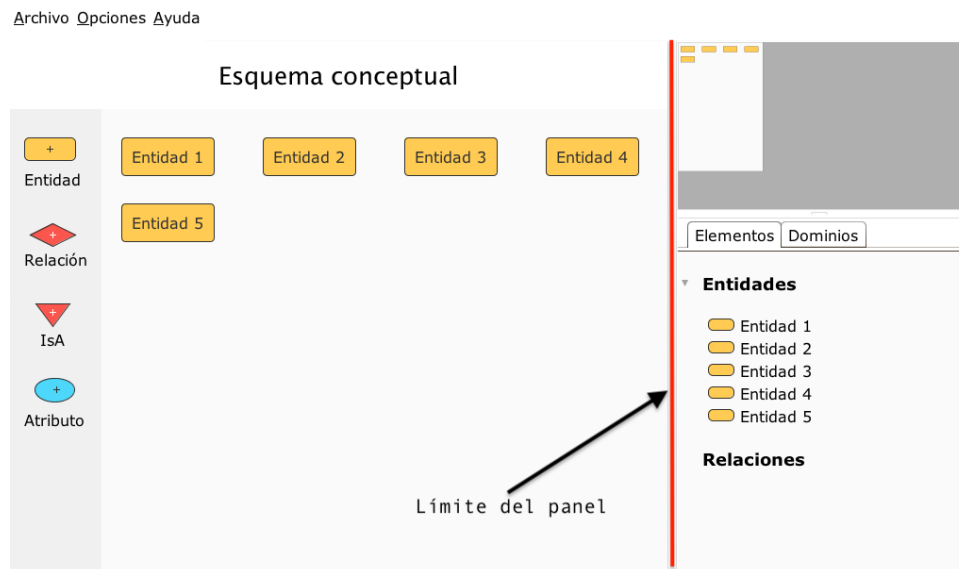 Archivo Opciones Ayuda
Esquema conceptual
+
Entidad
+
Relación
+
IsA
+
Atributo
Entidad 1
Entidad 2
Entidad 3
Entidad 4
Entidad 5
Límite del panel
Elementos
Dominios
Entidades
Entidad 1
Entidad 2
Entidad 3
Entidad 4
Entidad 5
Relaciones